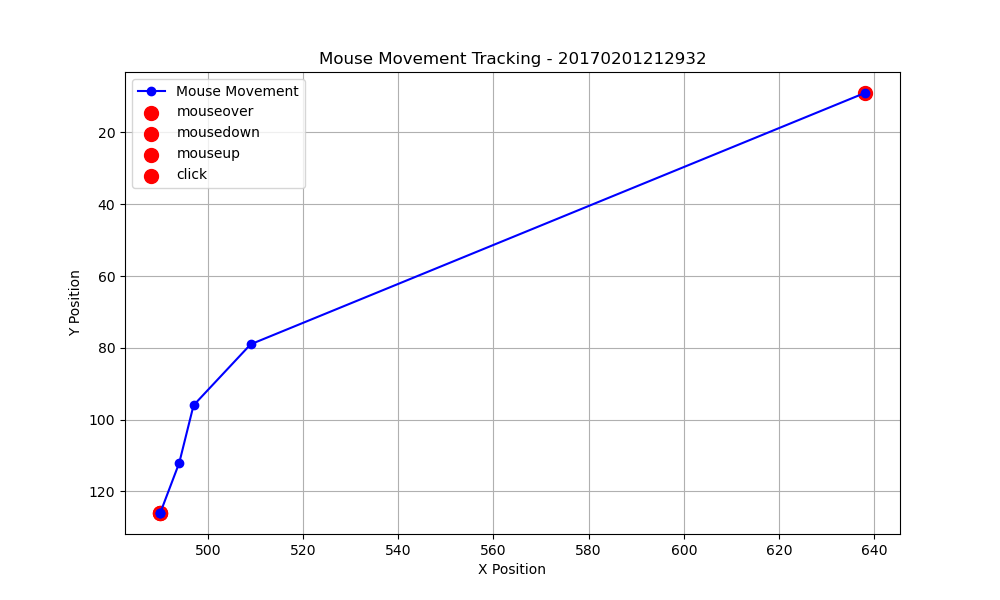 Mouse Movement Tracking - 20170201212932
Mouse Movement
mouseover
mousedown
mouseup
click
20
40
60
80
100
120
Y Position
500
520
540
560
580
600
620
640
X Position